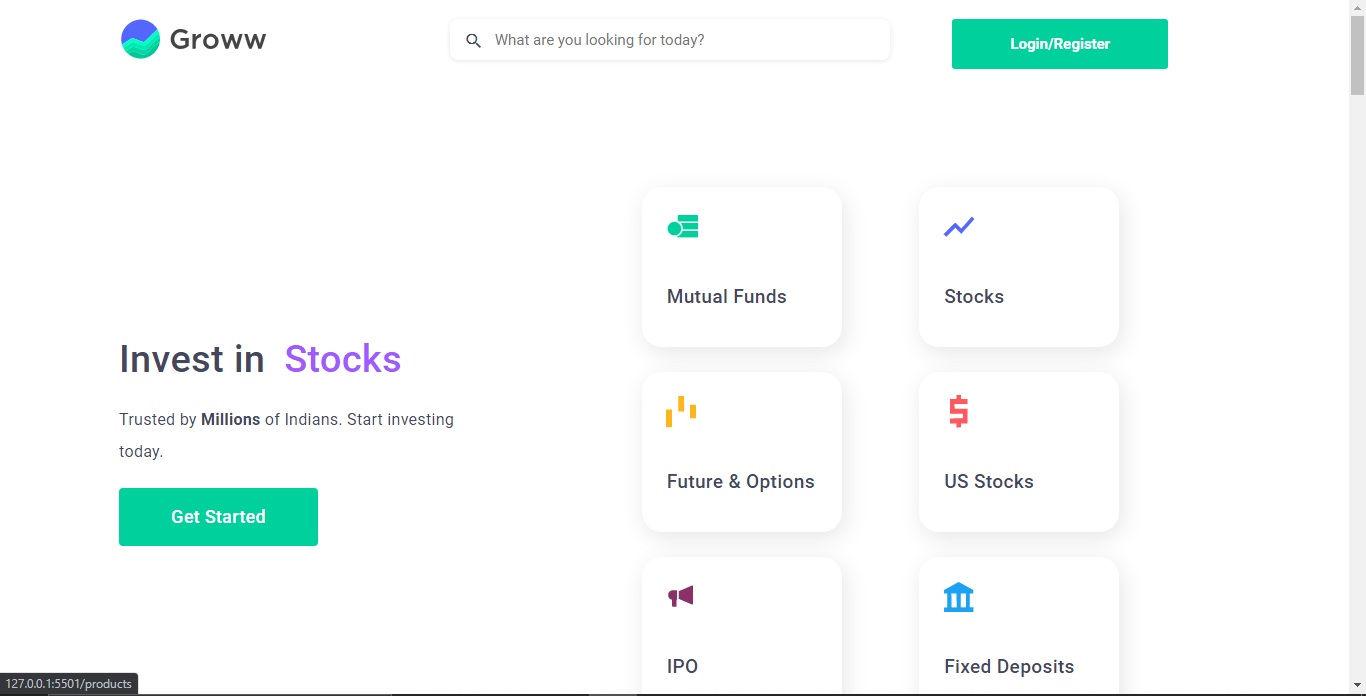 Groww
What are you looking for today?
Login/Register
Mutual Funds
Stocks
Invest in Stocks
Trusted by Millions of Indians. Start investing
today.
Get Started
Future & Options
US Stocks
IPO
Fixed Deposits
127.0.0.1:5501/products